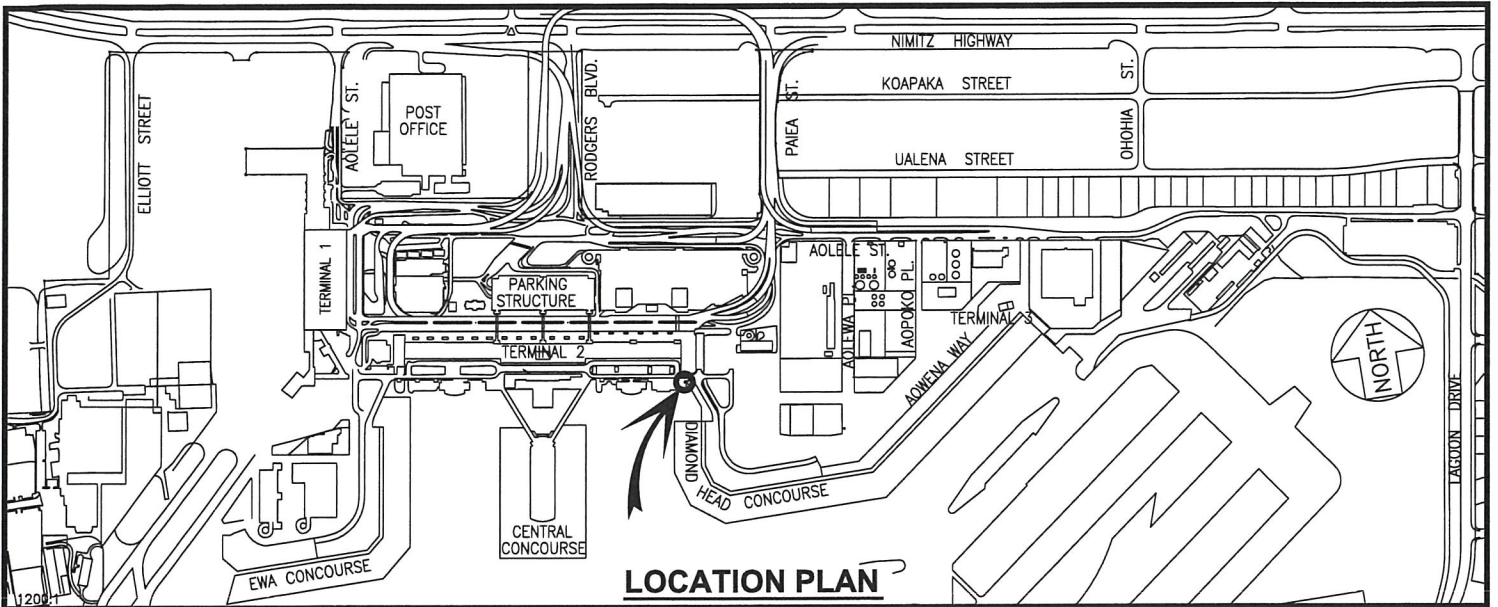 NIMITZ HIGHWAY
KOAPAKA STREET
UALENA STREET
ELLIOTT STREET
AOLELE ST.
POST
OFFICE
RODGERS BLVD.
PAIEA ST.
OHOHIA ST.
TERMINAL 1
PARKING
STRUCTURE
TERMINAL 2
AOLELE ST.
AOLEWA PL.
AOPOKO PL.
TERMINAL 3
AOWENA WAY
NORTH
LAGOON DRIVE
DIAMOND HEAD CONCOURSE
CENTRAL
CONCOURSE
EWA CONCOURSE
LOCATION PLAN